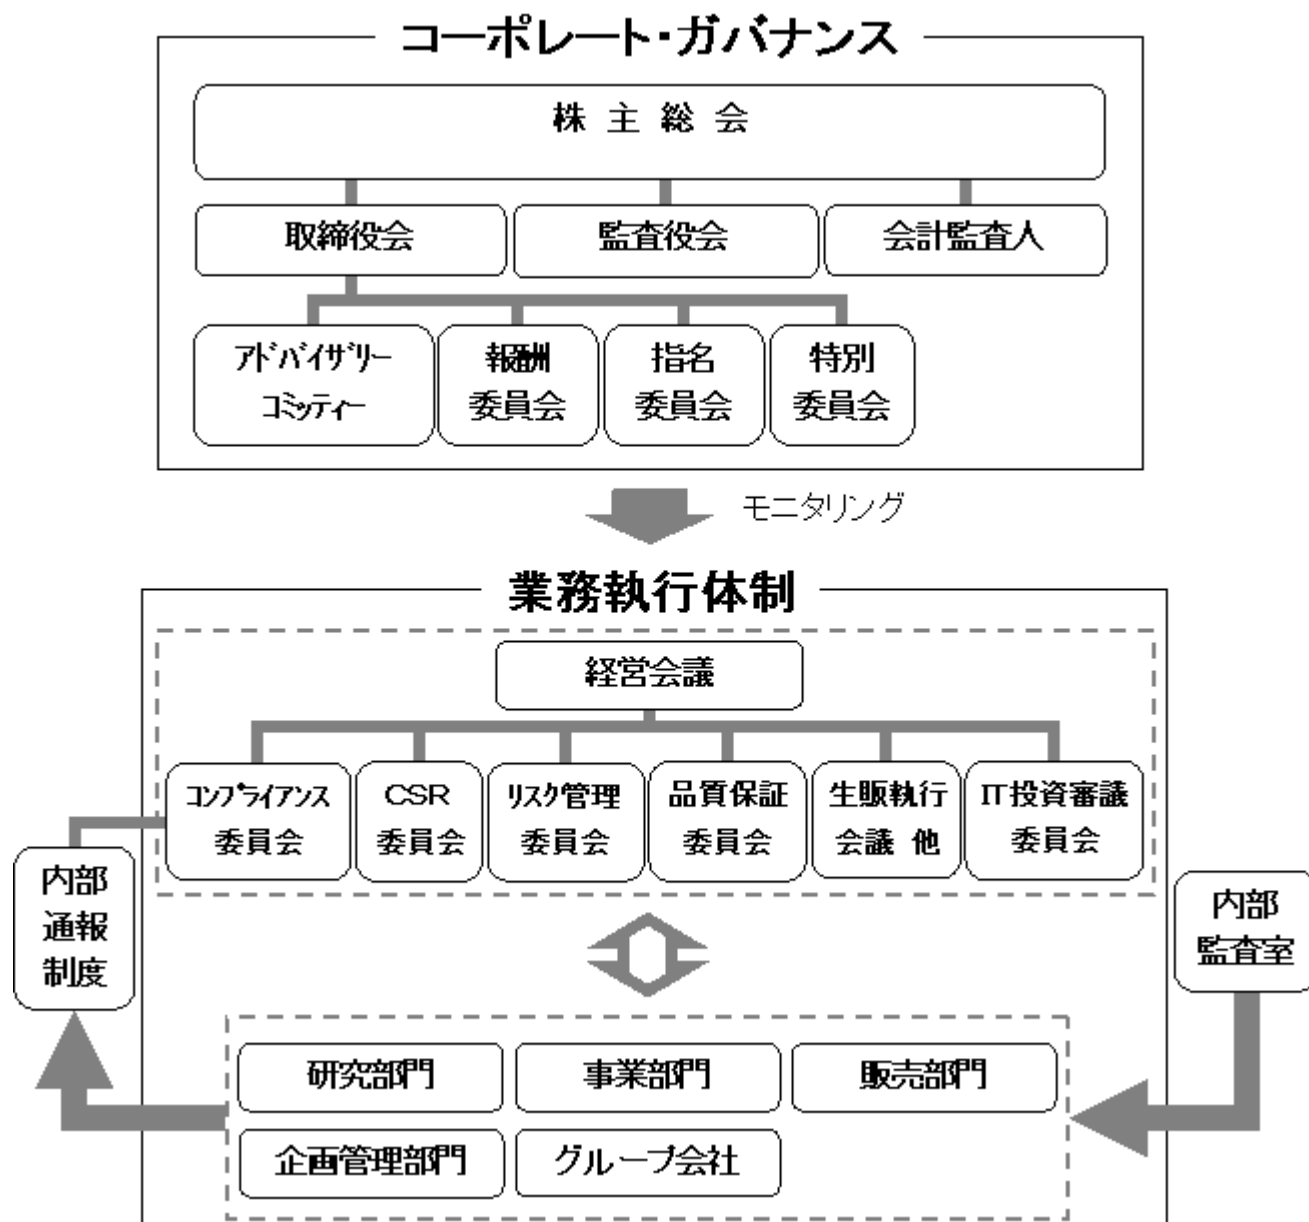 コーポレート・ガバナンス
株 主 総 会
取締役会
監査役会
会計監査人
ｱﾄﾞﾊﾞｲｻﾞﾘｰ
ｺﾐｯﾃｨｰ
報酬
委員会
指名
委員会
特別
委員会
モニタリング
業務執行体制
経営会議
ｺﾝﾌﾟﾗｲｱﾝｽ
委員会
CSR
委員会
ﾘｽｸ管理
委員会
品質保証
委員会
生販執行
会議 他
IT投資審議
委員会
内部
通報
制度
内部
監査室
研究部門
事業部門
販売部門
企画管理部門
グループ会社